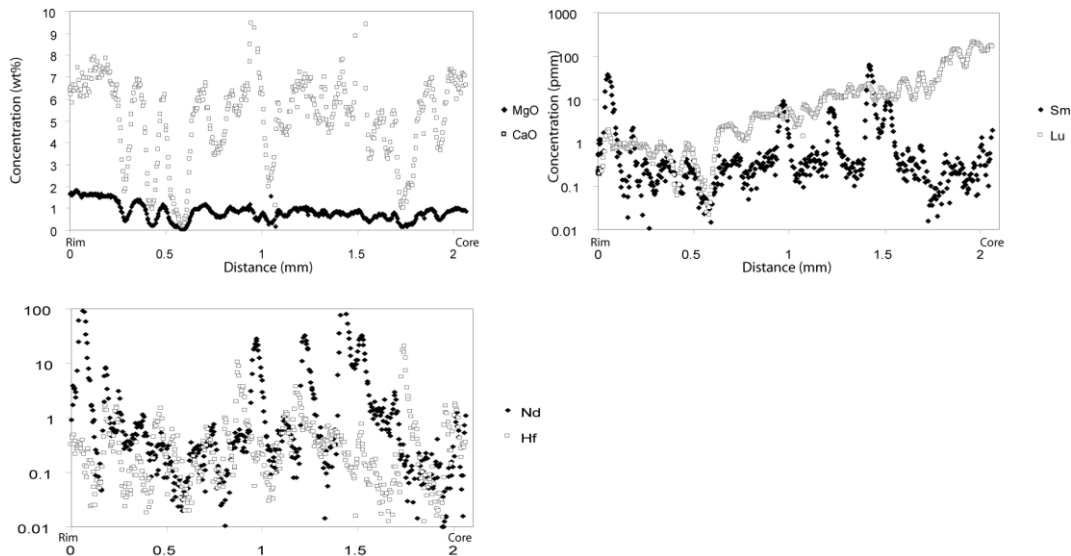 10
9
8
7
6
5
4
3
2
1
0
Concentration (wt%)
Rim
Core
0 0.5 1 1.5 2
Distance (mm)
MgO
CaO
1000
100
10
1
0.1
0.01
Concentration (pmm)
Rim
Core
0 0.5 1 1.5 2
Distance (mm)
Sm
Lu
100
10
1
0.1
0.01
Rim
Core
0 0.5 1 1.5 2
Nd
Hf